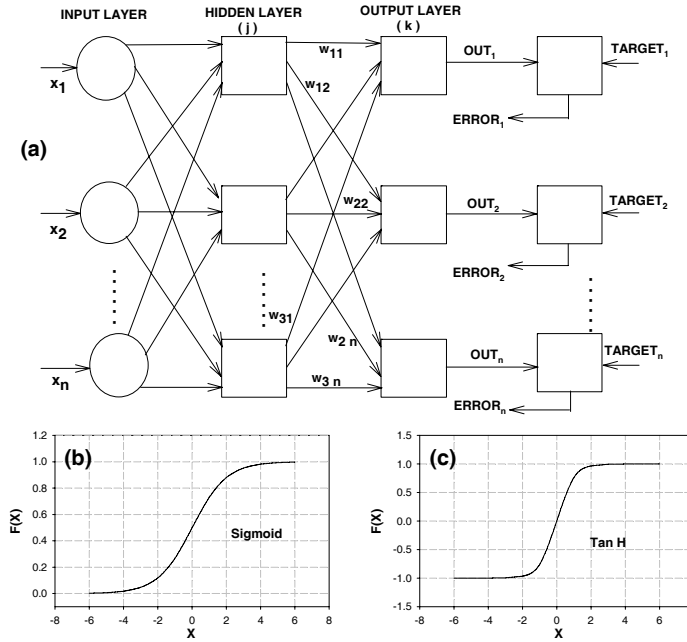 INPUT LAYER
HIDDEN LAYER
( j )
OUTPUT LAYER
( k )
w11
OUT1
TARGET1
x1
w12
ERROR1
(a)
w22
OUT2
TARGET2
x2
ERROR2
w31
w2 n
OUTn
TARGETn
xn
w3 n
ERRORn
(b)
1.2
1.0
0.8
0.6
0.4
0.2
0.0
F(X)
Sigmoid
-8 -6 -4 -2 0 2 4 6 8
X
(c)
1.5
1.0
0.5
0.0
-0.5
-1.0
-1.5
F(X)
Tan H
-8 -6 -4 -2 0 2 4 6 8
X